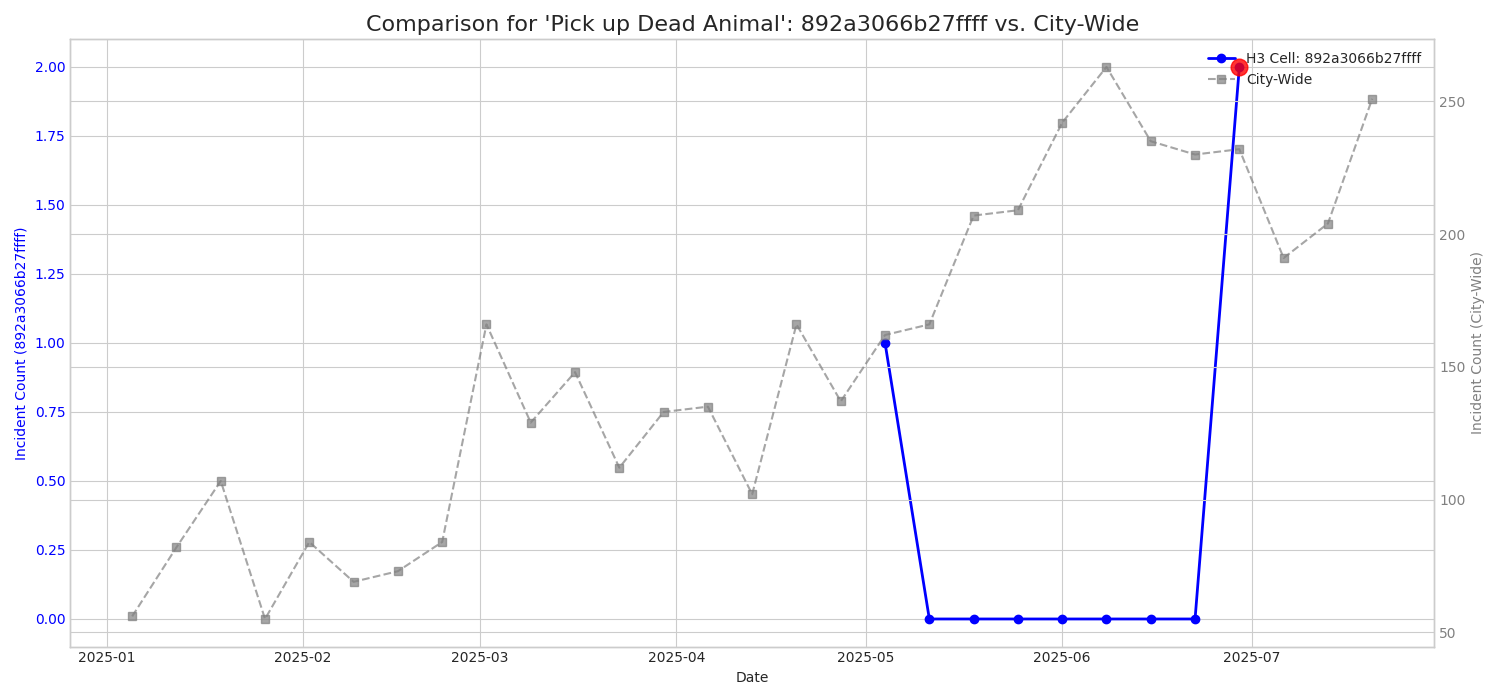 Comparison for 'Pick up Dead Animal': 892a3066b27ffff vs. City-Wide
H3 Cell: 892a3066b27ffff
City-Wide
Incident Count (892a3066b27ffff)
2.00
1.75
1.50
1.25
1.00
0.75
0.50
0.25
0.00
250
200
150
100
50
Incident Count (City-Wide)
2025-01 2025-02 2025-03 2025-04 2025-05 2025-06 2025-07
Date